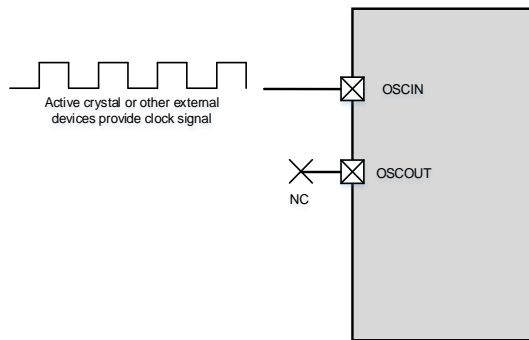 OSCIN
Active crystal or other external
devices provide clock signal
OSCOUT
NC